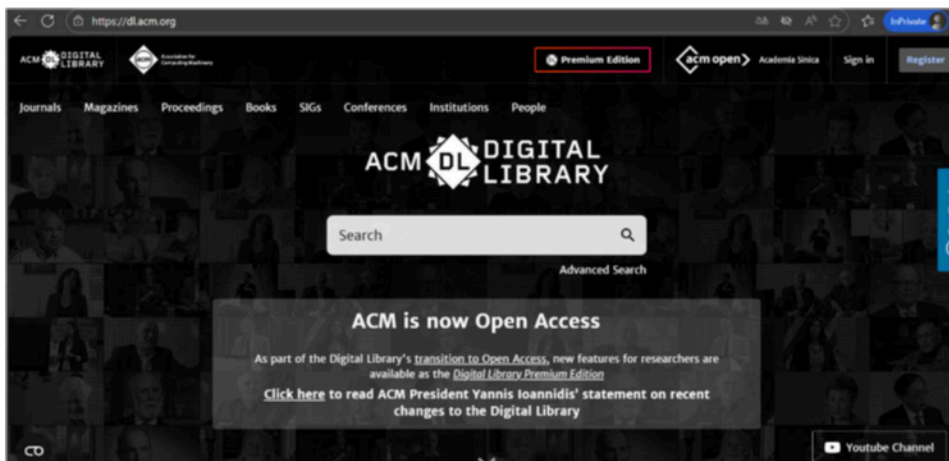 https://dl.acm.org
InPrivate
ACM DL DIGITAL LIBRARY
acm Association for Computing Machinery
Premium Edition
acm open
Academia Sinica
Sign in
Register
Journals Magazines Proceedings Books SIGs Conferences Institutions People
ACM DL DIGITAL
LIBRARY
Search
Advanced Search
ACM is now Open Access
As part of the Digital Library's transition to Open Access, new features for researchers are
available as the Digital Library Premium Edition
Click here to read ACM President Yannis Ioannidis' statement on recent
changes to the Digital Library
Youtube Channel